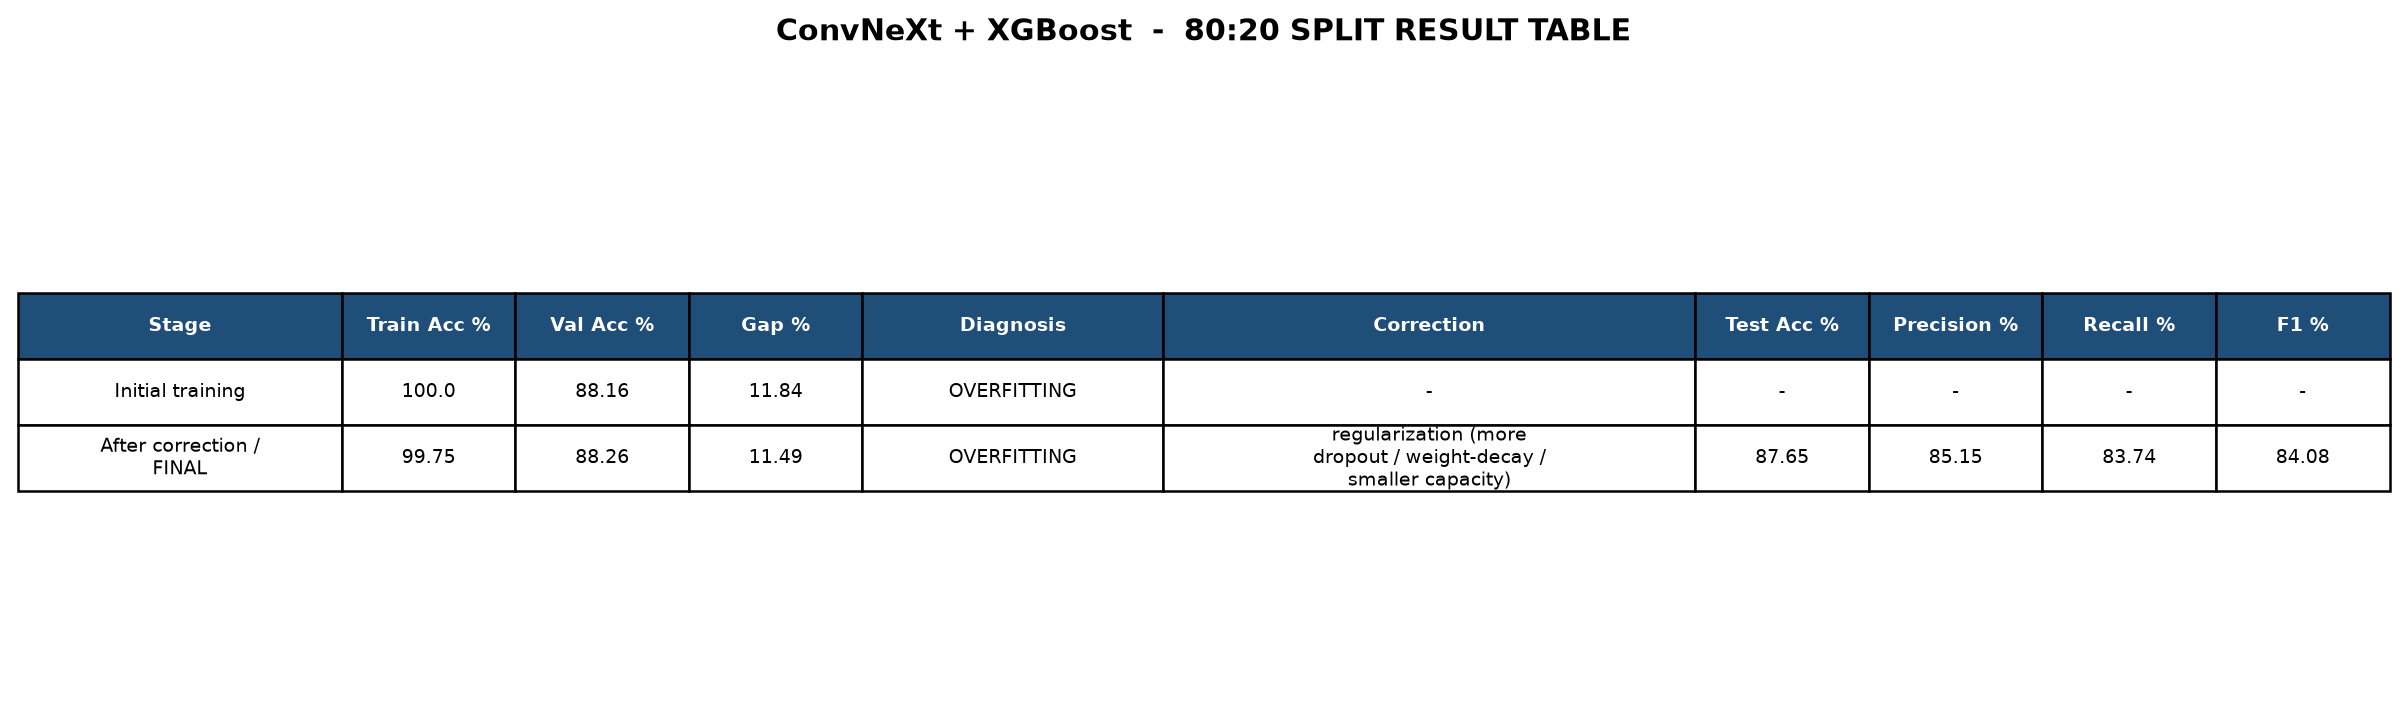 ConvNeXt + XGBoost - 80:20 SPLIT RESULT TABLE
Stage Train Acc % Val Acc % Gap % Diagnosis Correction Test Acc % Precision % Recall % F1 %
Initial training 100.0 88.16 11.84 OVERFITTING - - - - -
After correction /
FINAL
99.75 88.26 11.49 OVERFITTING
regularization (more
dropout / weight-decay /
smaller capacity)
87.65 85.15 83.74 84.08